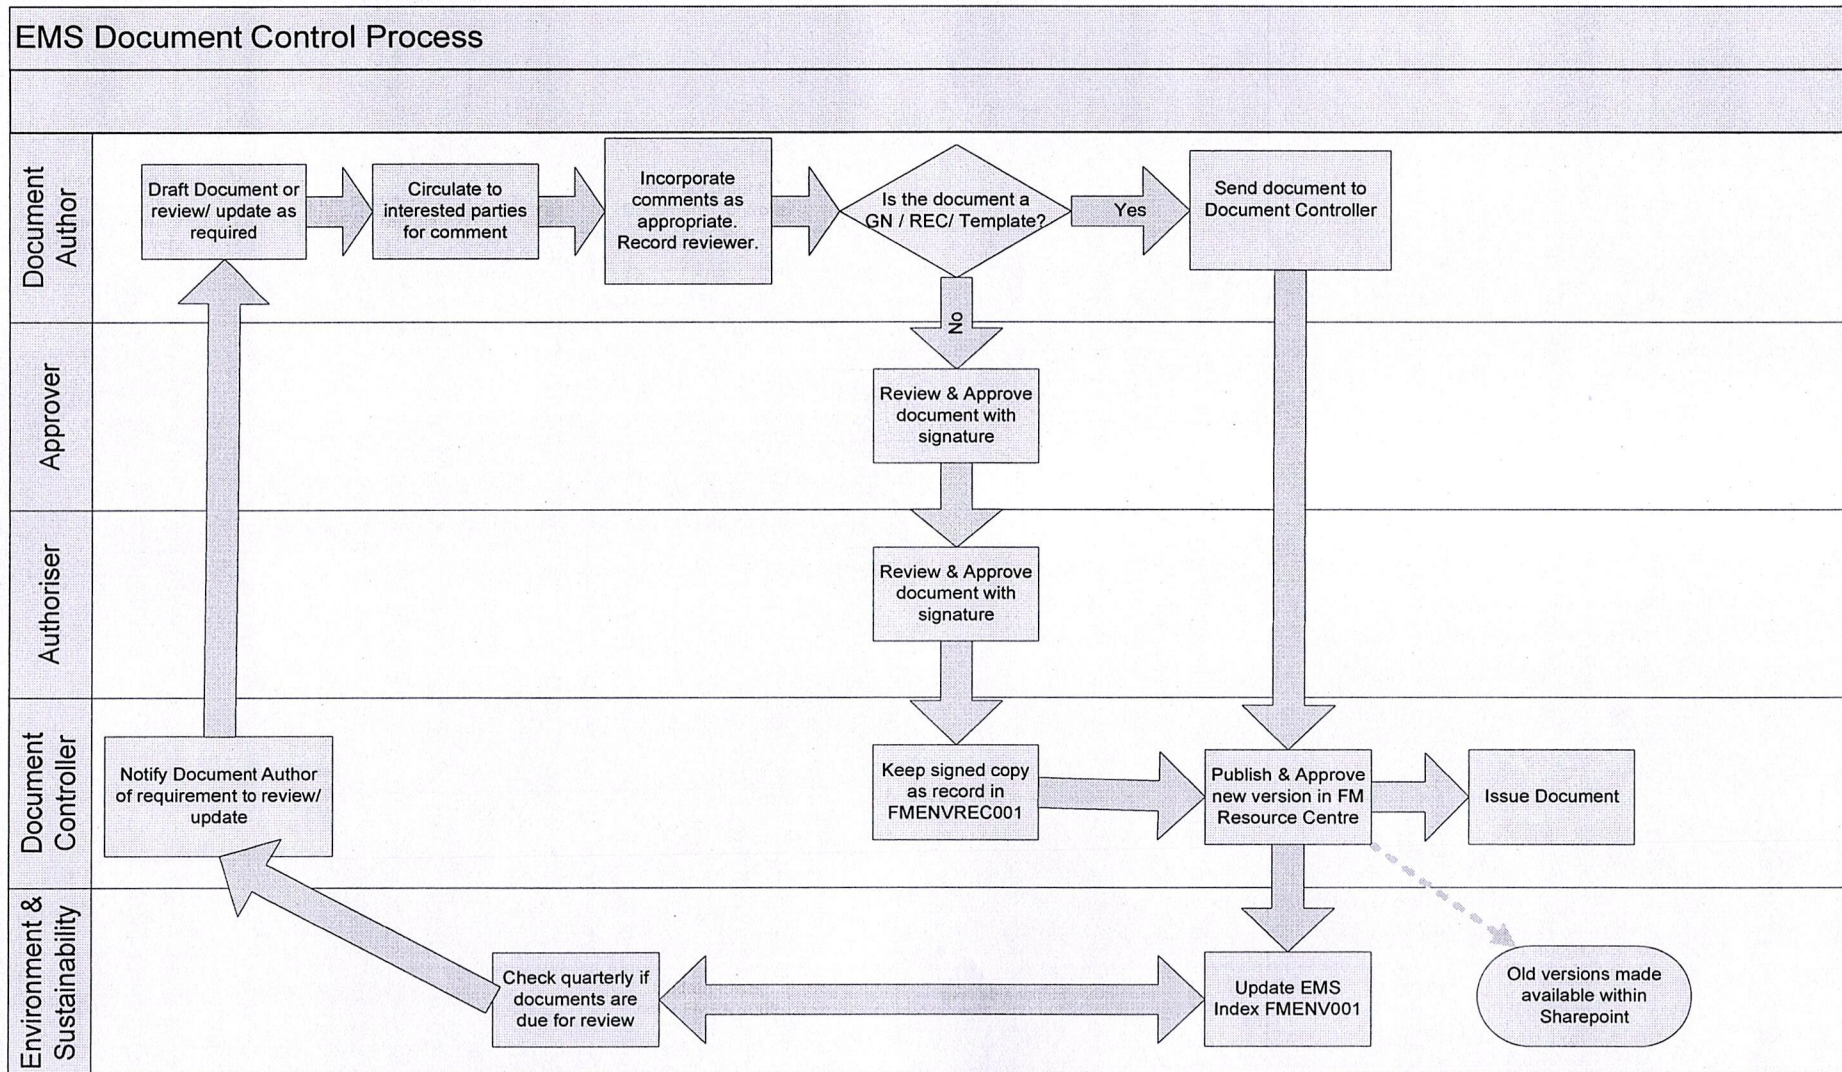 EMS Document Control Process
Document
Author
Draft Document or
review/ update as
required
Circulate to
interested parties
for comment
Incorporate
comments as
appropriate.
Record reviewer.
Is the document a
GN / REC/ Template?
Yes
Send document to
Document Controller
No
Approver
Review & Approve
document with
signature
Authoriser
Review & Approve
document with
signature
Document
Controller
Notify Document Author
of requirement to review/
update
Keep signed copy
as record in
FMENVREC001
Publish & Approve
new version in FM
Resource Centre
Issue Document
Environment &
Sustainability
Check quarterly if
documents are
due for review
Update EMS
Index FMENV001
Old versions made
available within
Sharepoint